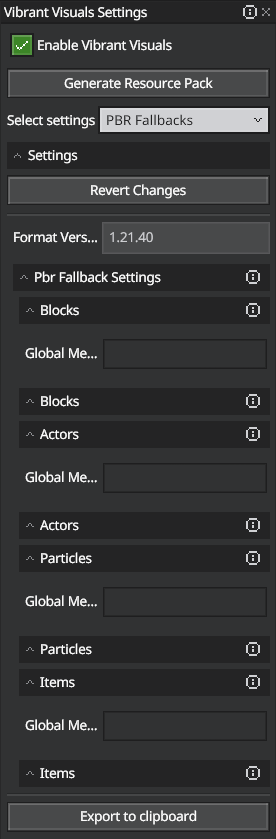 Vibrant Visuals Settings
Enable Vibrant Visuals
Generate Resource Pack
Select settings PBR Fallbacks
Settings
Revert Changes
Format Vers... 1.21.40
Pbr Fallback Settings
Blocks
Global Me...
Blocks
Actors
Global Me...
Actors
Particles
Global Me...
Particles
Items
Global Me...
Items
Export to clipboard